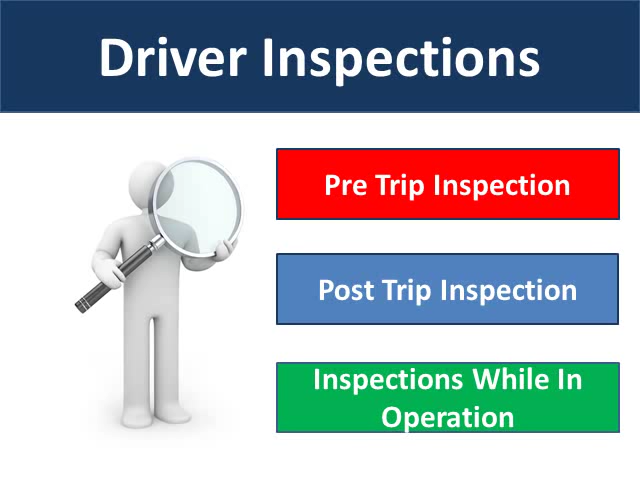 Driver Inspections
Pre Trip Inspection
Post Trip Inspection
Inspections While In
Operation